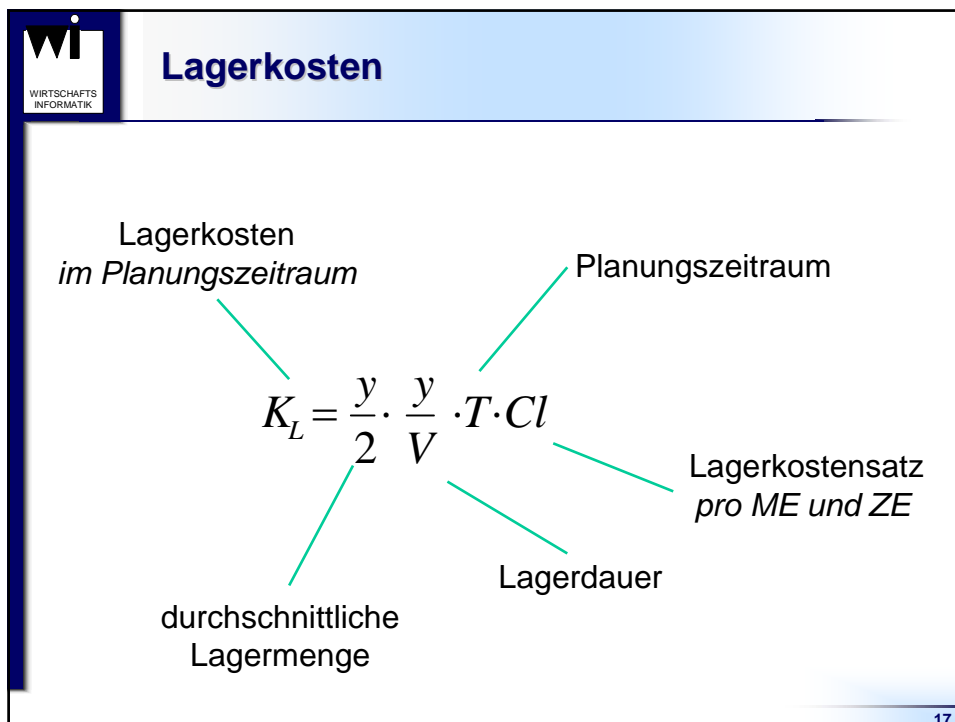 wi
WIRTSCHAFTS
INFORMATIK
Lagerkosten
Lagerkosten
im Planungszeitraum
Planungszeitraum
K_L = y/2 · y/V · T · Cl
Lagerkostensatz
pro ME und ZE
Lagerdauer
durchschnittliche
Lagermenge
17